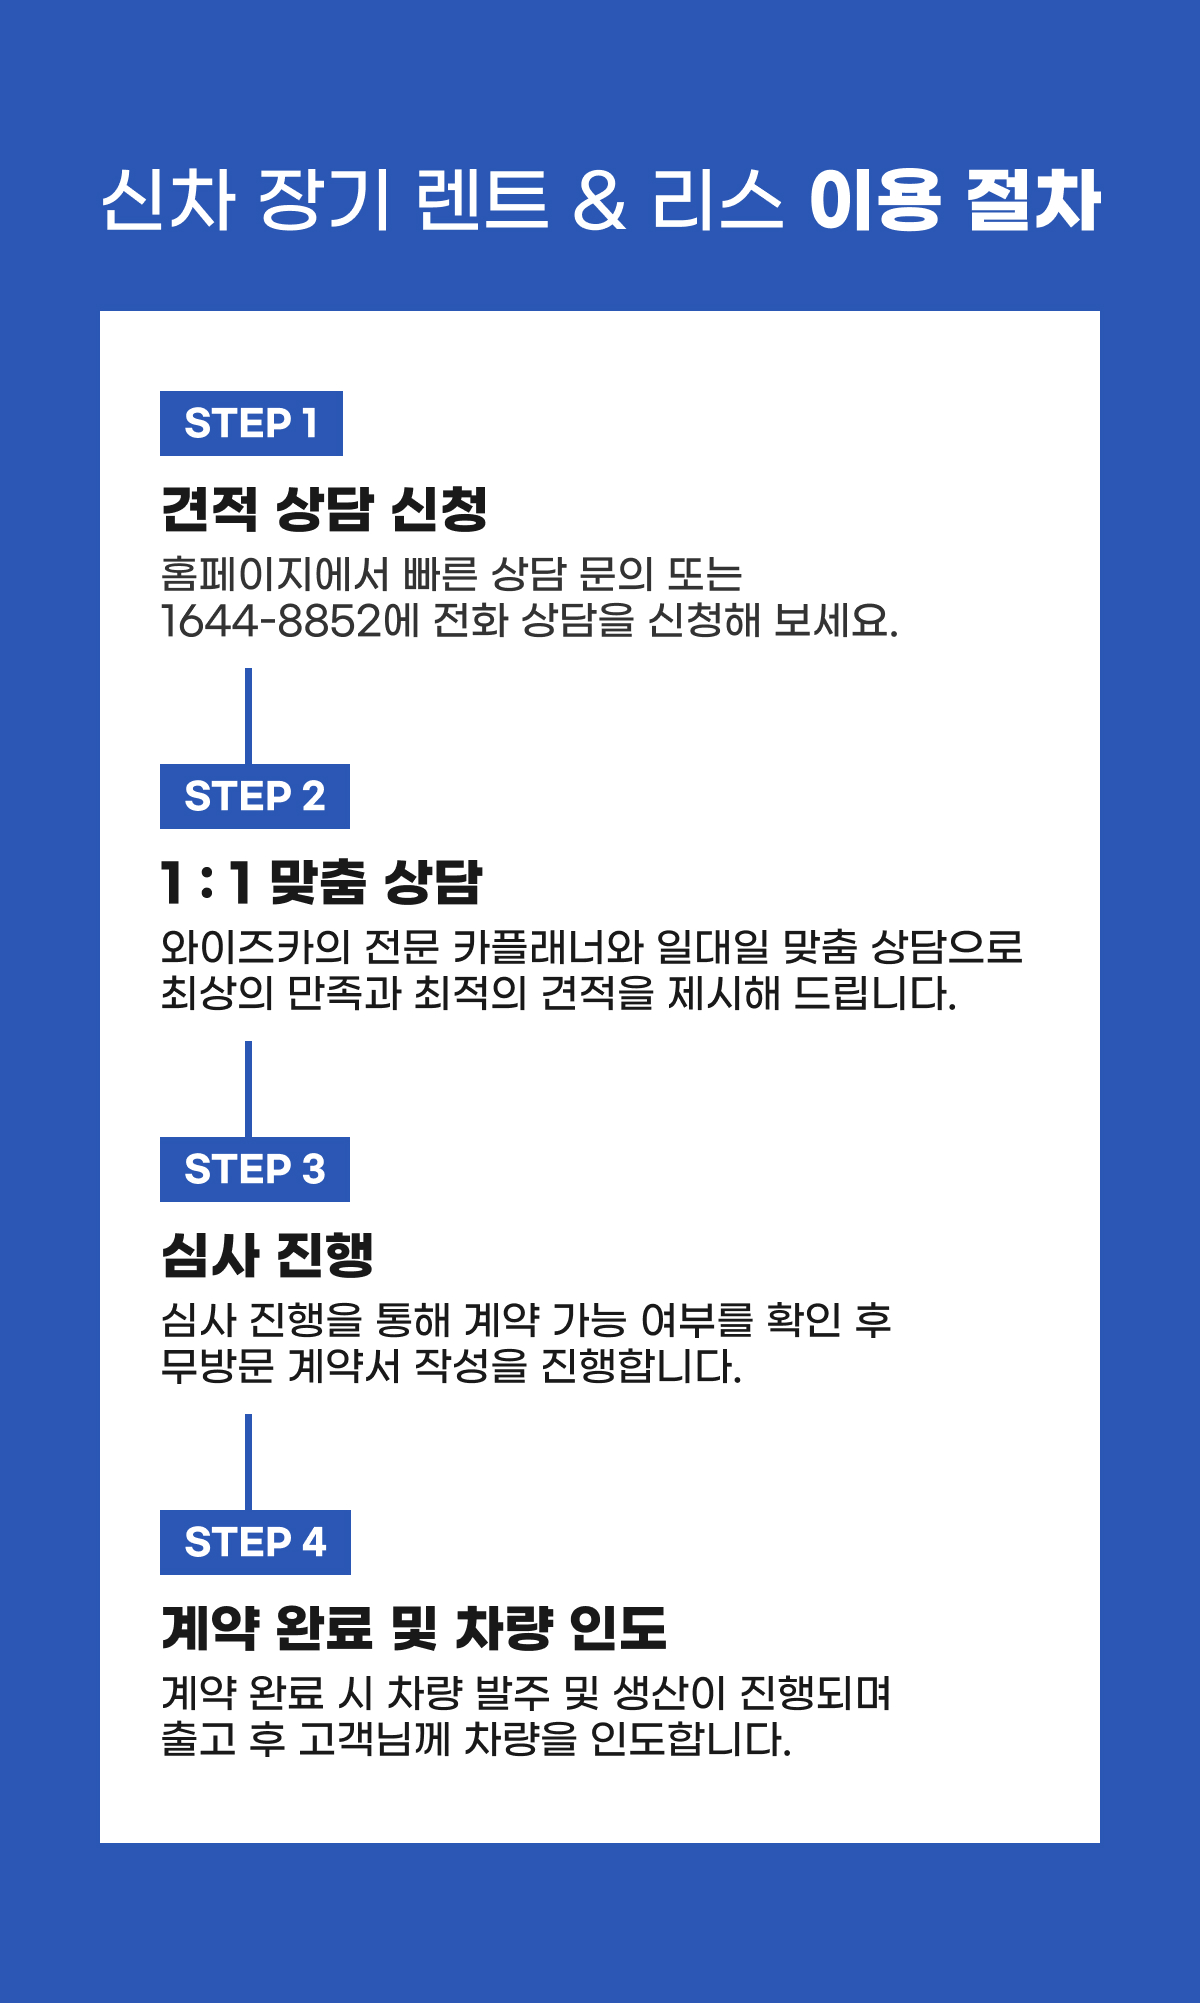 신차 장기 렌트 & 리스 이용 절차
STEP 1
견적 상담 신청
홈페이지에서 빠른 상담 문의 또는
1644-8852에 전화 상담을 신청해 보세요.
STEP 2
1 : 1 맞춤 상담
와이즈카의 전문 카플래너와 일대일 맞춤 상담으로
최상의 만족과 최적의 견적을 제시해 드립니다.
STEP 3
심사 진행
심사 진행을 통해 계약 가능 여부를 확인 후
무방문 계약서 작성을 진행합니다.
STEP 4
계약 완료 및 차량 인도
계약 완료 시 차량 발주 및 생산이 진행되며
출고 후 고객님께 차량을 인도합니다.